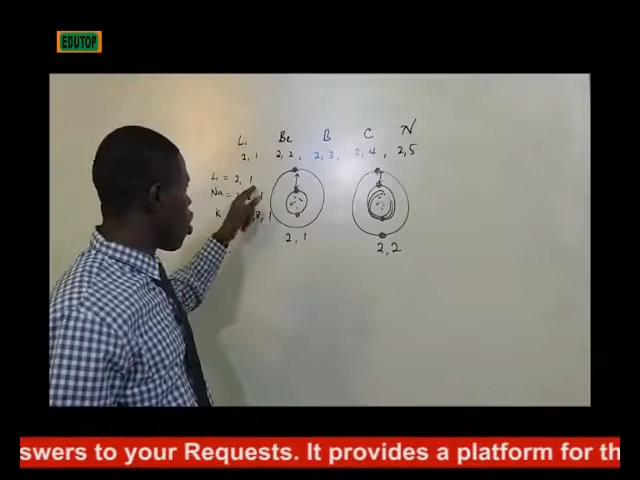 EDUTOP
Li Be B C N
2, 1 2, 2, 2, 3, 2, 4, 2, 5
Li = 2, 1
Na =
K
2, 1
2, 2
swers to your Requests. It provides a platform for th